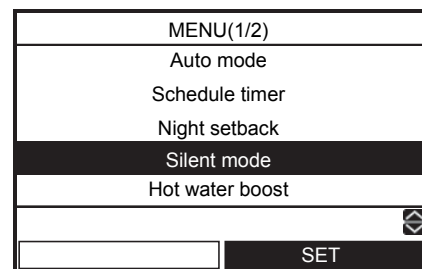 MENU(1/2)
Auto mode
Schedule timer
Night setback
Silent mode
Hot water boost
SET